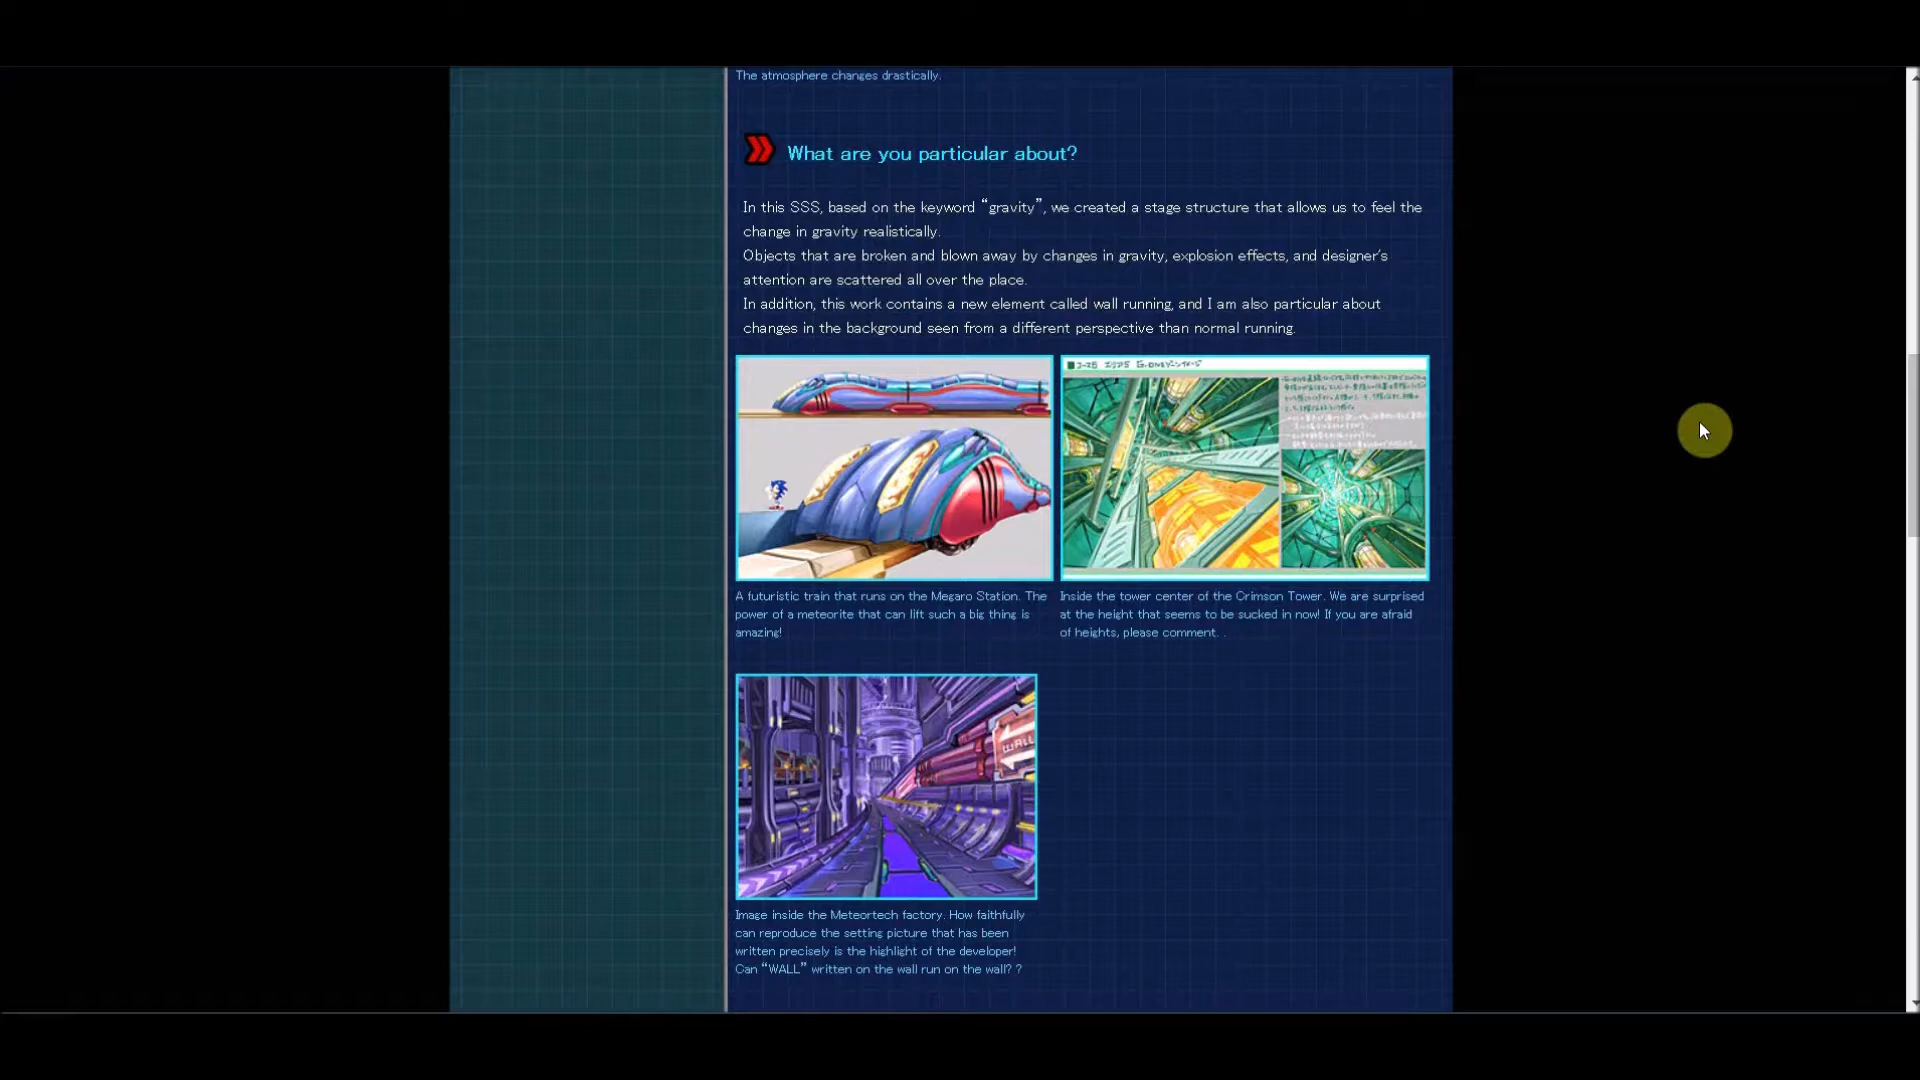 The atmosphere changes drastically.
What are you particular about?
In this SSS, based on the keyword “gravity”, we created a stage structure that allows us to feel the
change in gravity realistically.
Objects that are broken and blown away by changes in gravity, explosion effects, and designer's
attention are scattered all over the place.
In addition, this work contains a new element called wall running, and I am also particular about
changes in the background seen from a different perspective than normal running.
A futuristic train that runs on the Megaro Station. The
power of a meteorite that can lift such a big thing is
amazing!
Inside the tower center of the Crimson Tower. We are surprised
at the height that seems to be sucked in now! If you are afraid
of heights, please comment. .
WALL
Image inside the Meteortech factory. How faithfully
can reproduce the setting picture that has been
written precisely is the highlight of the developer!
Can “WALL” written on the wall run on the wall? ?